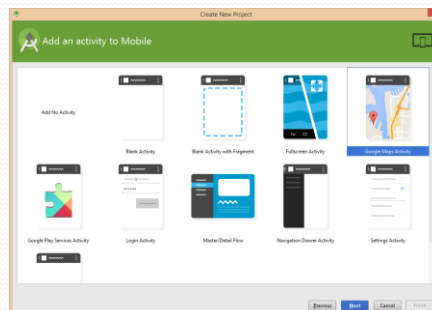 Create New Project
Add an activity to Mobile
Add No Activity
Blank Activity
Blank Activity with Fragment
Fullscreen Activity
Google Maps Activity
Google Play Services Activity
Login Activity
Master/Detail Flow
Navigation Drawer Activity
Settings Activity
Previous
Next
Cancel
Finish